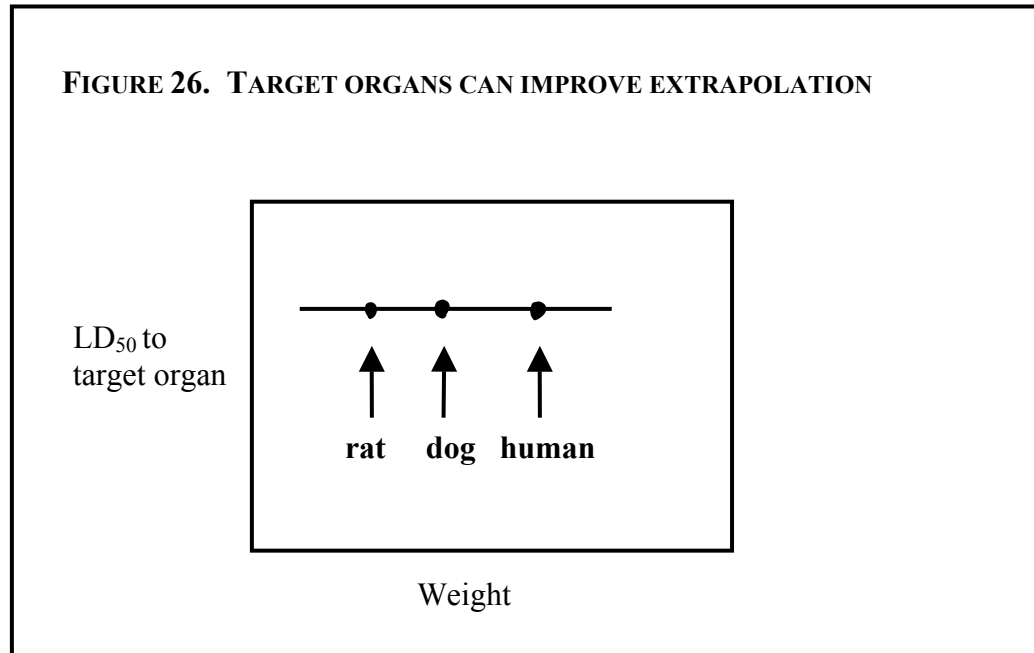 FIGURE 26. TARGET ORGANS CAN IMPROVE EXTRAPOLATION
LD50 to
target organ
rat dog human
Weight